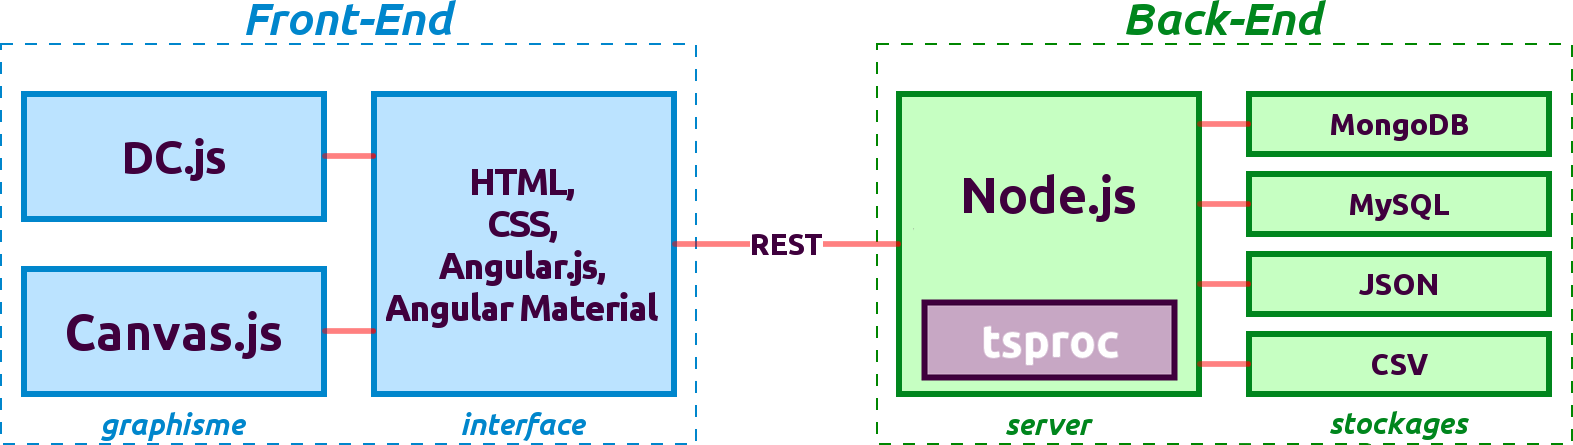 Front-End
DC.js
Canvas.js
graphisme
HTML,
CSS,
Angular.js,
Angular Material
interface
REST
Back-End
Node.js
tsproc
server
MongoDB
MySQL
JSON
CSV
stockages